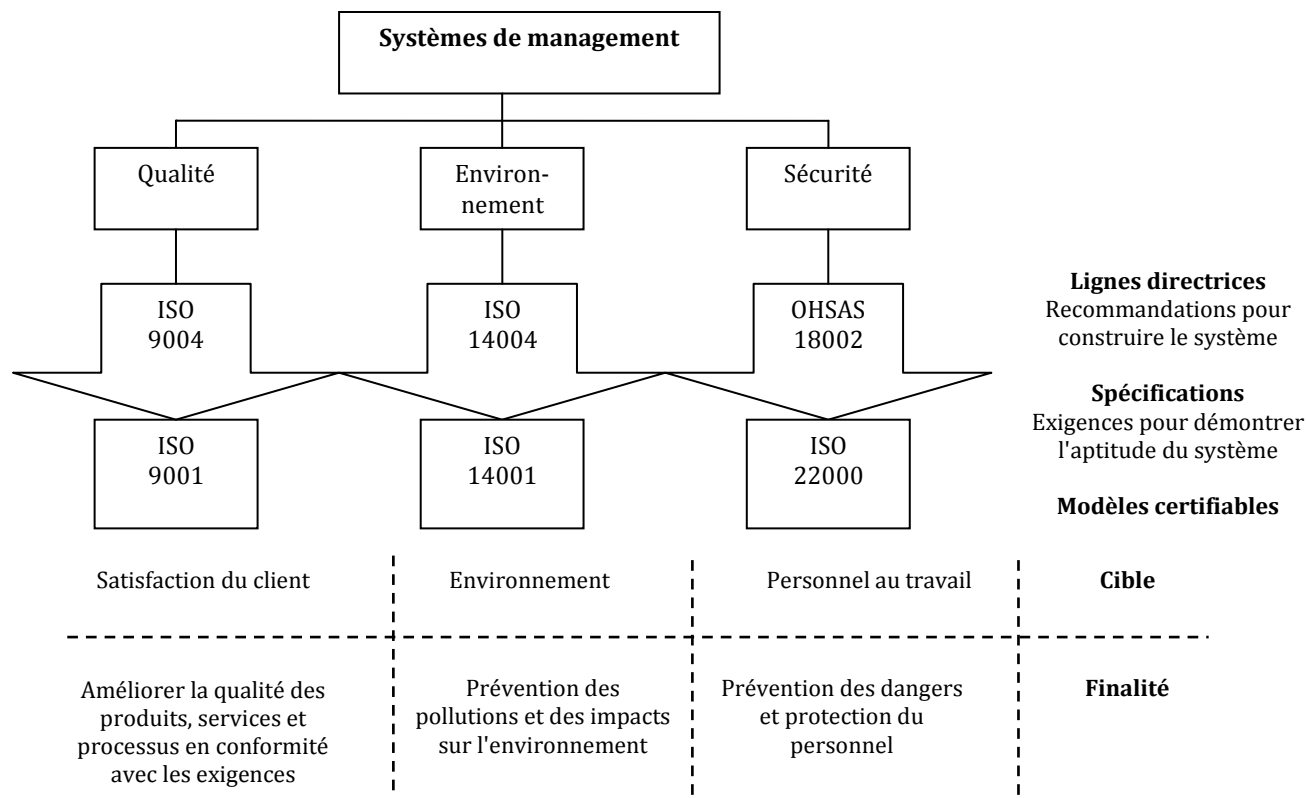 Systèmes de management
Qualité
Environ-
nement
Sécurité
ISO
9004
ISO
14004
OHSAS
18002
Lignes directrices
Recommandations pour
construire le système
Spécifications
Exigences pour démontrer
l'aptitude du système
Modèles certifiables
ISO
9001
ISO
14001
ISO
22000
Satisfaction du client
Environnement
Personnel au travail
Cible
Améliorer la qualité des
produits, services et
processus en conformité
avec les exigences
Prévention des
pollutions et des impacts
sur l'environnement
Prévention des dangers
et protection du
personnel
Finalité